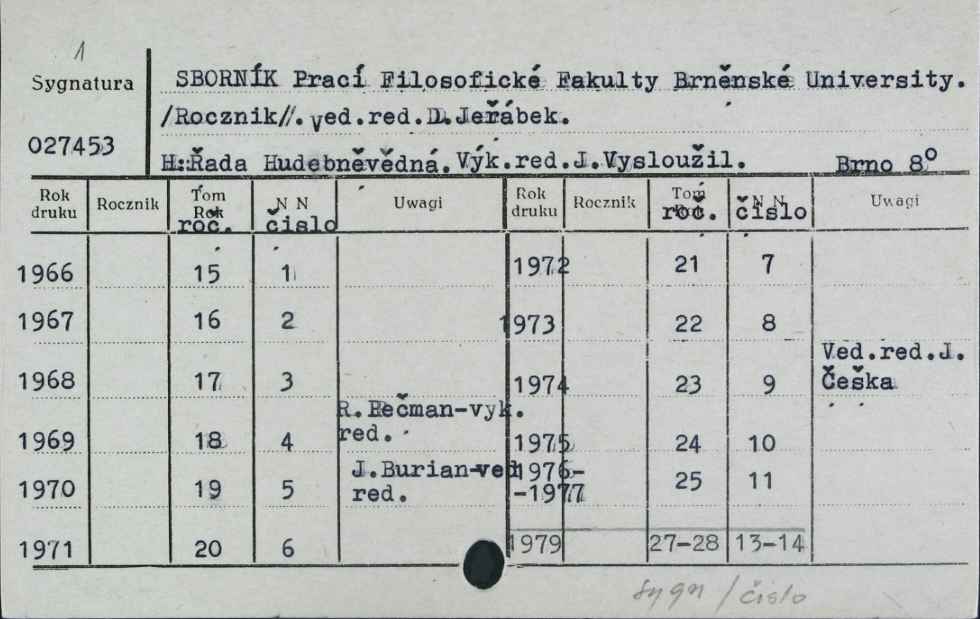 1
Sygnatura
027453
SBORNÍK Prací Filosofické Fakulty Brněnské University.
/Rocznik//. ved.red.D.Jeřábek.
H:Řada Hudebněvědná. Výk.red.J.Vysloužil. Brno 8°
Rok druku Rocznik Tom Rok roč. N N čislo Uwagi Rok druku Rocznik Tom roč. N N čislo Uwagi
1966 15 1 1972 21 7
1967 16 2 1973 22 8
Ved.red.J.
1968 17 3 1974 23 9 Češka
R. Pečman-vyk.
red.
1969 18 4 1975 24 10
J.Burian-ved
red.
1970 19 5 1976-
-1977 25 11
1971 20 6 1979 27-28 13-14
sygn / čislo